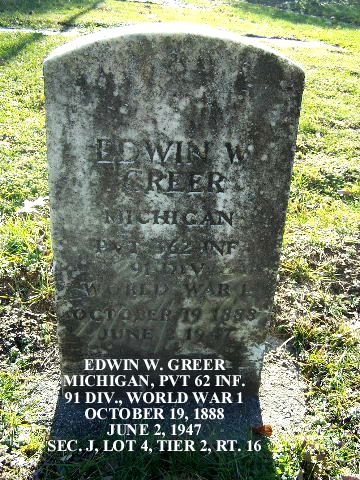 EDWIN W
GREER
MICHIGAN
PVT 362 INF
91 DIV
WORLD WAR I
OCTOBER 19 1888
JUNE 2 1947
EDWIN W. GREER
MICHIGAN, PVT 62 INF.
91 DIV., WORLD WAR 1
OCTOBER 19, 1888
JUNE 2, 1947
SEC. J, LOT 4, TIER 2, RT. 16